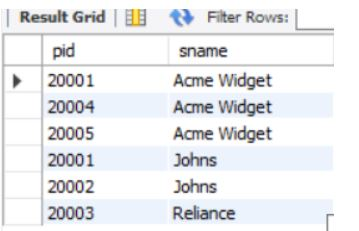 Result Grid Filter Rows:
pid sname
20001 Acme Widget
20004 Acme Widget
20005 Acme Widget
20001 Johns
20002 Johns
20003 Reliance